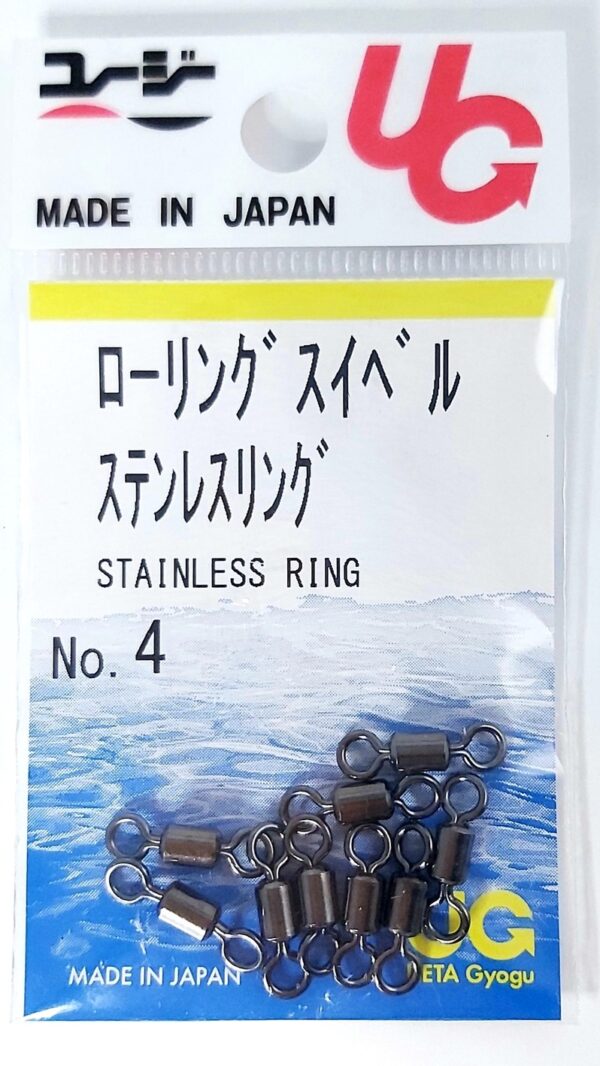 ユージー
UG
MADE IN JAPAN
ローリングスイベル
ステンレスリング
STAINLESS RING
No. 4
UG
MADE IN JAPAN
Gyogu